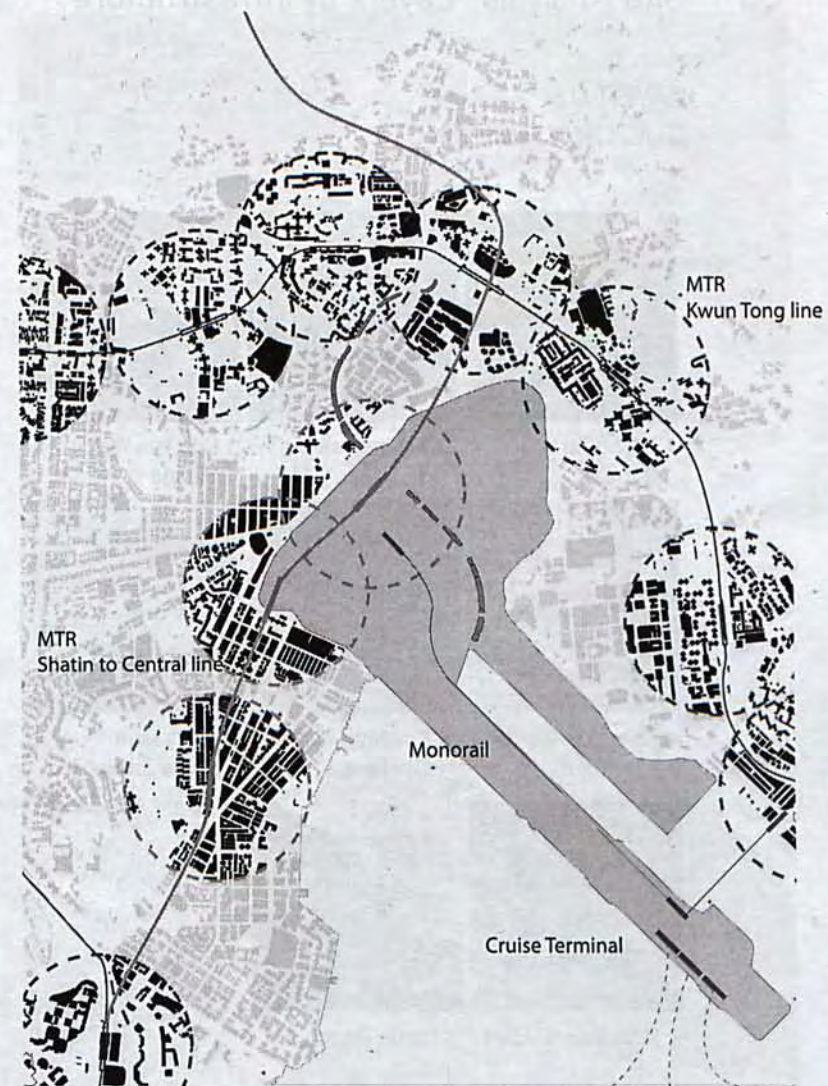 MTR
Kwun Tong line
MTR
Shatin to Central line
Monorail
Cruise Terminal